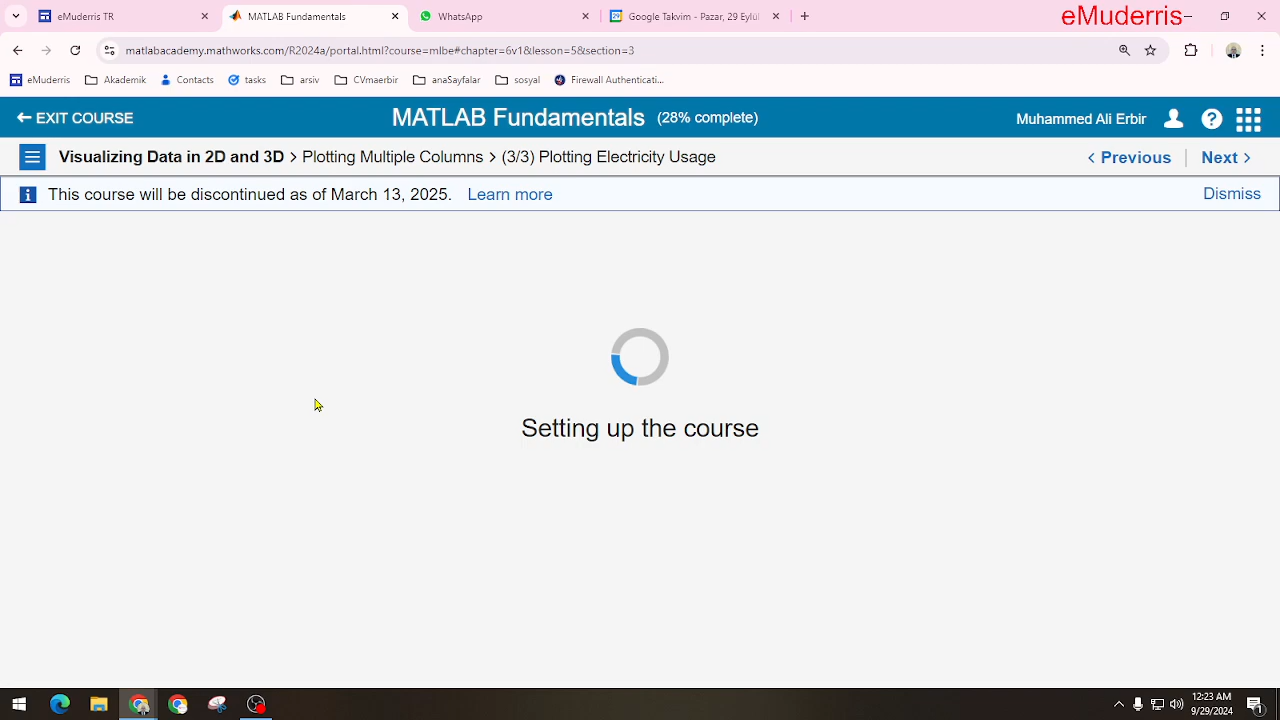 eMuderris TR
MATLAB Fundamentals
WhatsApp
Google Takvim - Pazar, 29 Eylül
eMuderris
matlabacademy.mathworks.com/R2024a/portal.html?course=mlbe#chapter=6v1&lesson=5&section=3
eMuderris
Akademik
Contacts
tasks
arsiv
CVmaerbir
anaSayfalar
sosyal
Firewall Authenticati...
EXIT COURSE
MATLAB Fundamentals (28% complete)
Muhammed Ali Erbir
Visualizing Data in 2D and 3D > Plotting Multiple Columns > (3/3) Plotting Electricity Usage
< Previous
Next >
This course will be discontinued as of March 13, 2025. Learn more
Dismiss
Setting up the course
12:23 AM
9/29/2024